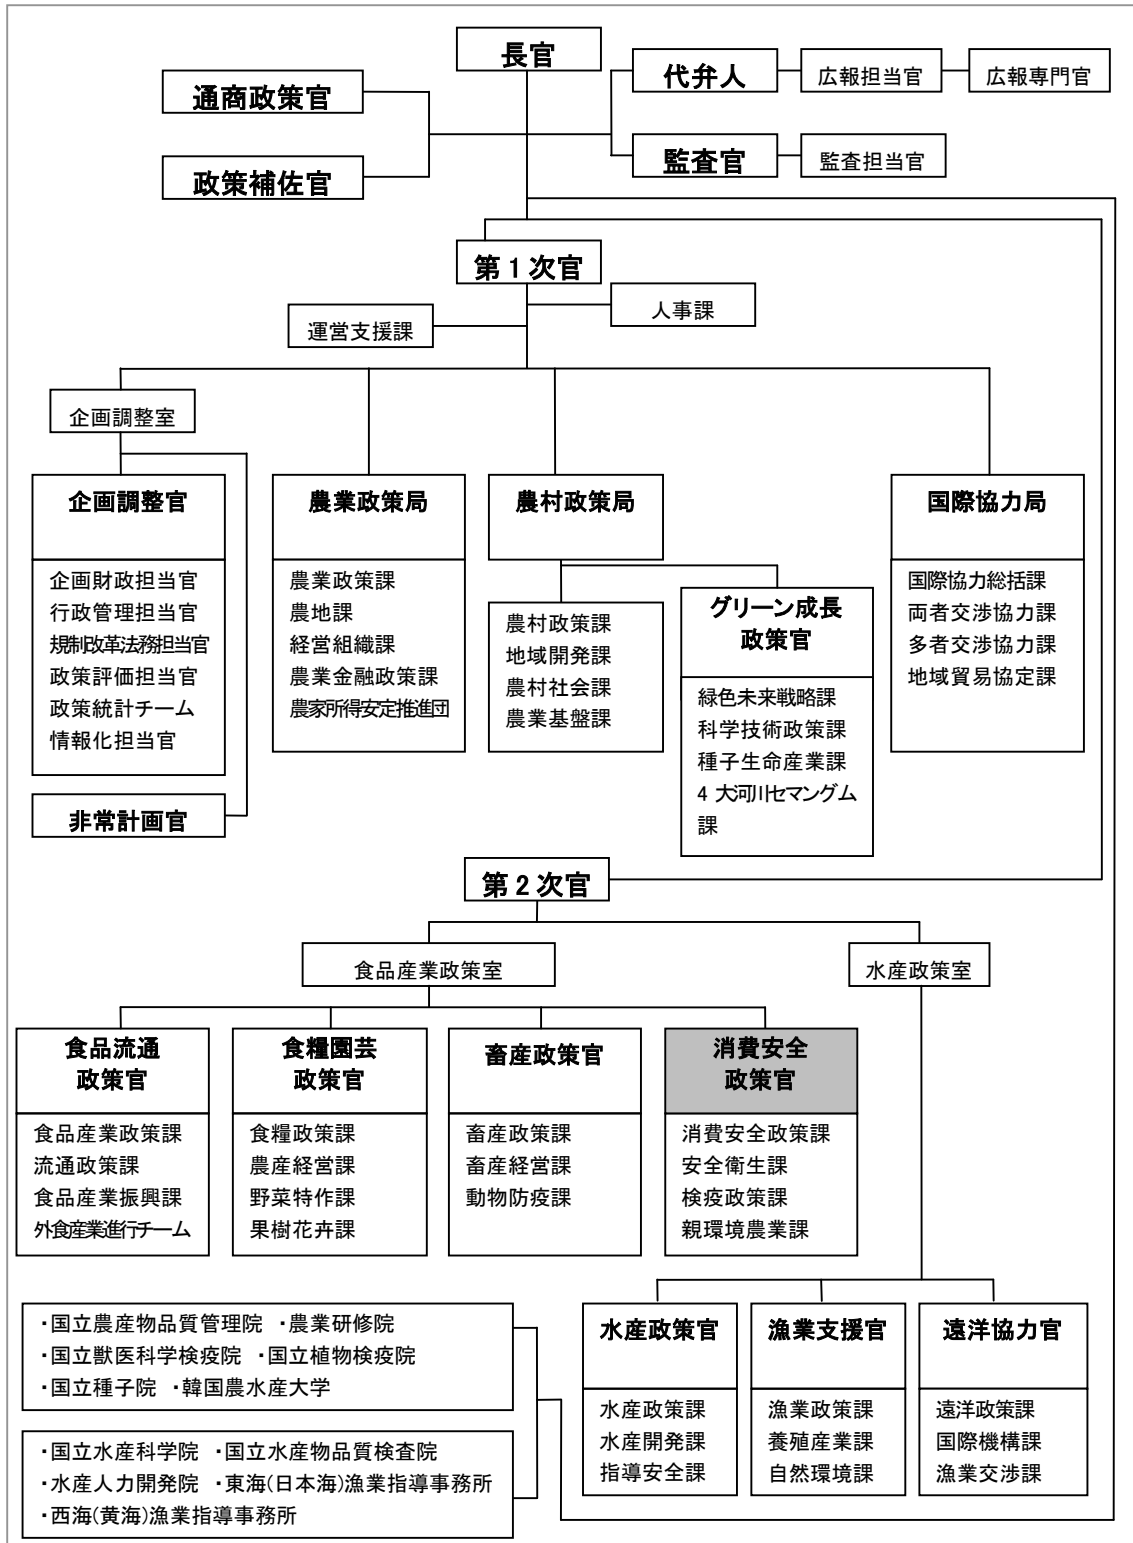 長官
通商政策官
代弁人
広報担当官
広報専門官
政策補佐官
監査官
監査担当官
第1次官
運営支援課
人事課
企画調整室
企画調整官
企画財政担当官
行政管理担当官
規制改革法務担当官
政策評価担当官
政策統計チーム
情報化担当官
非常計画官
農業政策局
農業政策課
農地課
経営組織課
農業金融政策課
農家所得安定推進団
農村政策局
農村政策課
地域開発課
農村社会課
農業基盤課
グリーン成長
政策官
緑色未来戦略課
科学技術政策課
種子生命産業課
4 大河川セマングム
課
国際協力局
国際協力総括課
両者交渉協力課
多者交渉協力課
地域貿易協定課
第2次官
食品産業政策室
水産政策室
食品流通
政策官
食品産業政策課
流通政策課
食品産業振興課
外食産業進行チーム
食糧園芸
政策官
食糧政策課
農産経営課
野菜特作課
果樹花卉課
畜産政策官
畜産政策課
畜産経営課
動物防疫課
消費安全
政策官
消費安全政策課
安全衛生課
検疫政策課
親環境農業課
・国立農産物品質管理院 ・農業研修院
・国立獣医科学検疫院 ・国立植物検疫院
・国立種子院 ・韓国農水産大学
・国立水産科学院 ・国立水産物品質検査院
・水産人力開発院 ・東海(日本海)漁業指導事務所
・西海(黄海)漁業指導事務所
水産政策官
水産政策課
水産開発課
指導安全課
漁業支援官
漁業政策課
養殖産業課
自然環境課
遠洋協力官
遠洋政策課
国際機構課
漁業交渉課